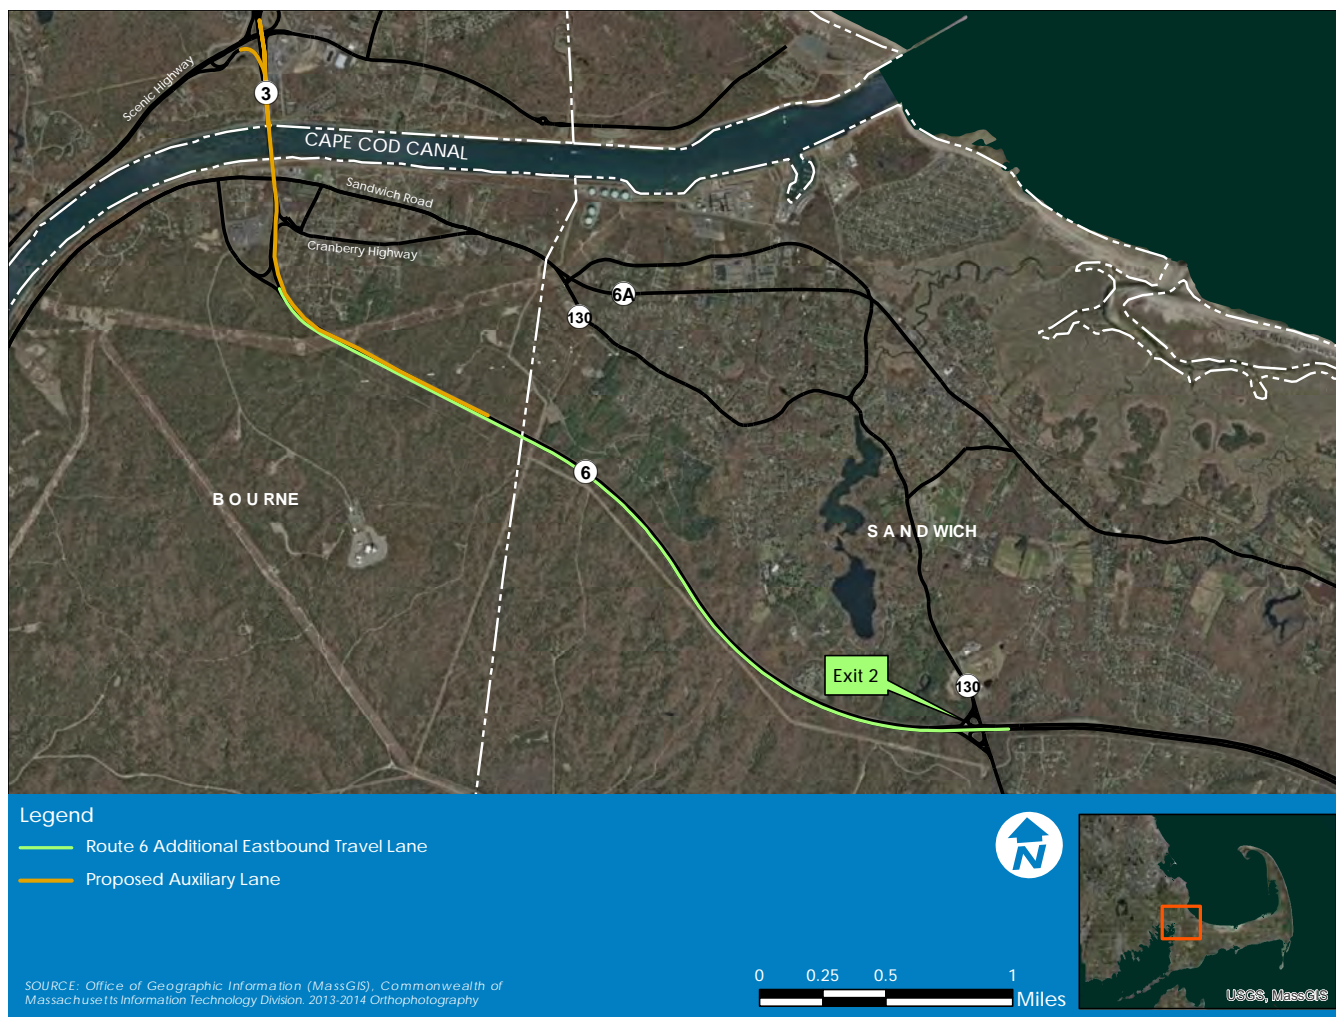 Scenic Highway
3
CAPE COD CANAL
Sandwich Road
Cranberry Highway
6A
130
6
BOURNE
SANDWICH
Exit 2
130
Legend
Route 6 Additional Eastbound Travel Lane
Proposed Auxiliary Lane
N
0 0.25 0.5 1
Miles
SOURCE: Office of Geographic Information (MassGIS), Commonwealth of
Massachusetts Information Technology Division. 2013-2014 Orthophotography
USGS, MassGIS